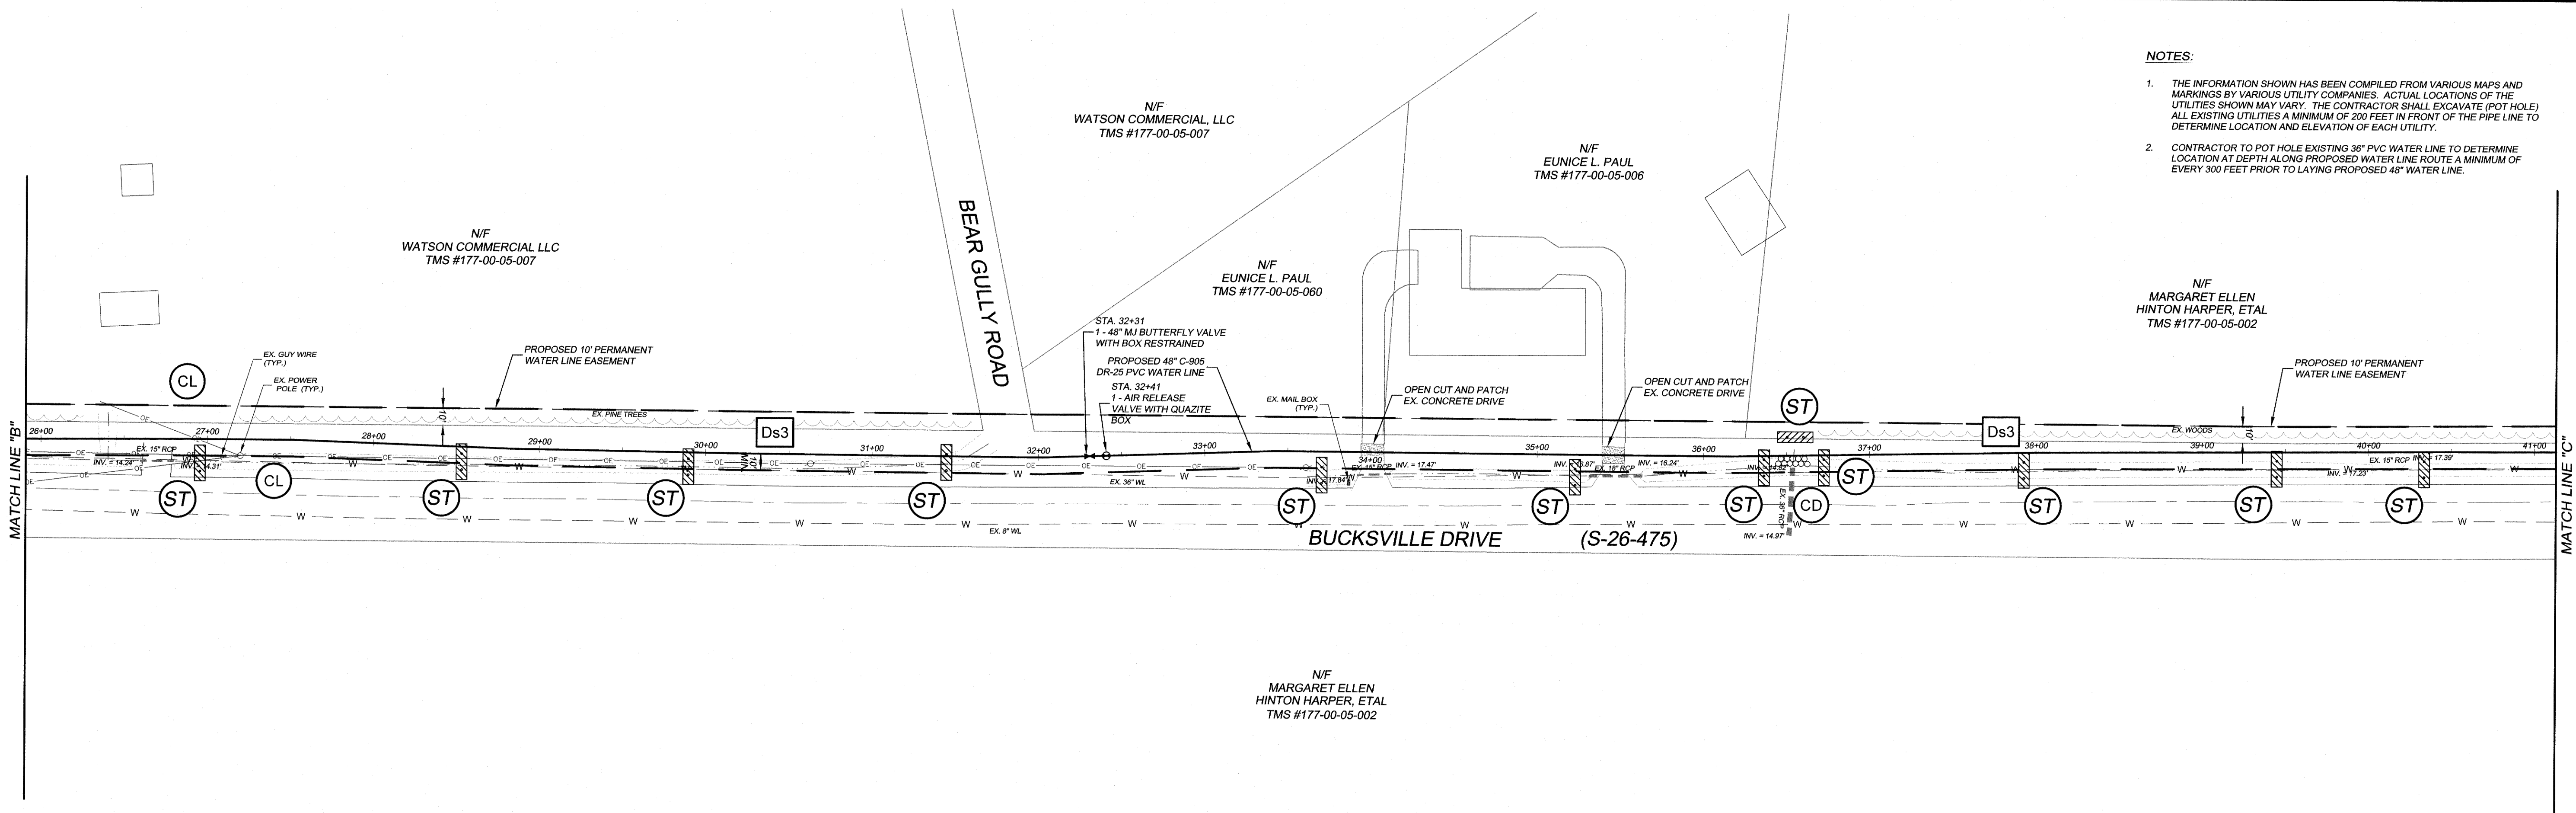 NOTES:
1. THE INFORMATION SHOWN HAS BEEN COMPILED FROM VARIOUS MAPS AND
MARKINGS BY VARIOUS UTILITY COMPANIES. ACTUAL LOCATIONS OF THE
UTILITIES SHOWN MAY VARY. THE CONTRACTOR SHALL EXCAVATE (POT HOLE)
ALL EXISTING UTILITIES A MINIMUM OF 200 FEET IN FRONT OF THE PIPE LINE TO
DETERMINE LOCATION AND ELEVATION OF EACH UTILITY.
2. CONTRACTOR TO POT HOLE EXISTING 36" PVC WATER LINE TO DETERMINE
LOCATION AT DEPTH ALONG PROPOSED WATER LINE ROUTE A MINIMUM OF
EVERY 300 FEET PRIOR TO LAYING PROPOSED 48" WATER LINE.
N/F
WATSON COMMERCIAL, LLC
TMS #177-00-05-007
N/F
EUNICE L. PAUL
TMS #177-00-05-006
N/F
WATSON COMMERCIAL LLC
TMS #177-00-05-007
BEAR GULLY ROAD
N/F
EUNICE L. PAUL
TMS #177-00-05-060
N/F
MARGARET ELLEN
HINTON HARPER, ETAL
TMS #177-00-05-002
STA. 32+31
1 - 48" MJ BUTTERFLY VALVE
WITH BOX RESTRAINED
PROPOSED 48" C-905
DR-25 PVC WATER LINE
STA. 32+41
1 - AIR RELEASE
VALVE WITH QUAZITE
BOX
EX. GUY WIRE
(TYP.)
EX. POWER
POLE (TYP.)
CL
PROPOSED 10' PERMANENT
WATER LINE EASEMENT
EX. MAIL BOX
(TYP.)
OPEN CUT AND PATCH
EX. CONCRETE DRIVE
OPEN CUT AND PATCH
EX. CONCRETE DRIVE
PROPOSED 10' PERMANENT
WATER LINE EASEMENT
ST
EX. PINE TREES
10'
Ds3
Ds3
EX. WOODS
10'
MATCH LINE "B"
26+00
27+00
28+00
29+00
30+00
31+00
32+00
33+00
34+00
35+00
36+00
37+00
38+00
39+00
40+00
41+00
MATCH LINE "C"
EX. 15" RCP
INV. = 14.24'
10' MIN.
EX. 36" WL
INV. = 17.84'
EX. 15" RCP
INV. = 17.47'
EX. 18" RCP
INV. = 16.24'
EX. 15" RCP
INV. = 17.39'
INV. = 17.23'
CL
ST
ST
ST
ST
ST
ST
ST
ST
CD
ST
ST
ST
EX. 36" RCP
INV. = 14.97'
EX. 8" WL
BUCKSVILLE DRIVE (S-26-475)
N/F
MARGARET ELLEN
HINTON HARPER, ETAL
TMS #177-00-05-002